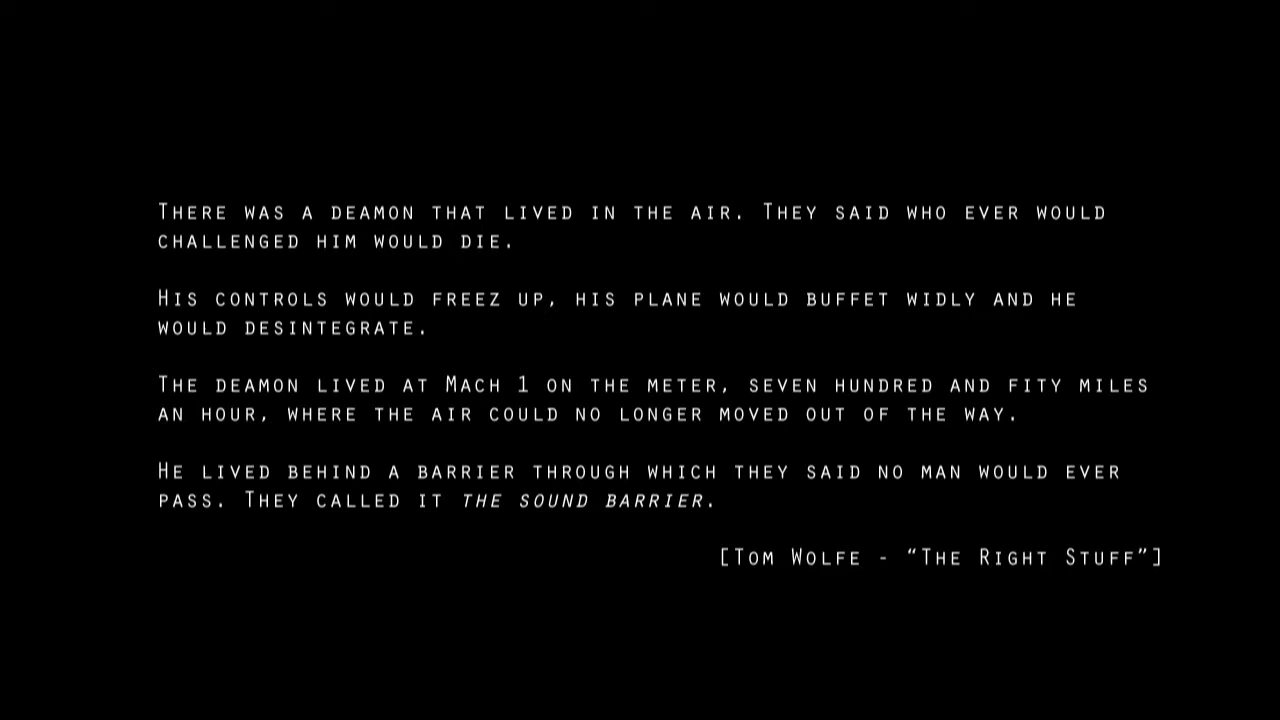 There was a deamon that lived in the air. They said who ever would
challenged him would die.
His controls would freez up, his plane would buffet widly and he
would desintegrate.
The deamon lived at Mach 1 on the meter, seven hundred and fity miles
an hour, where the air could no longer moved out of the way.
He lived behind a barrier through which they said no man would ever
pass. They called it the sound barrier.
[Tom Wolfe - “The Right Stuff”]